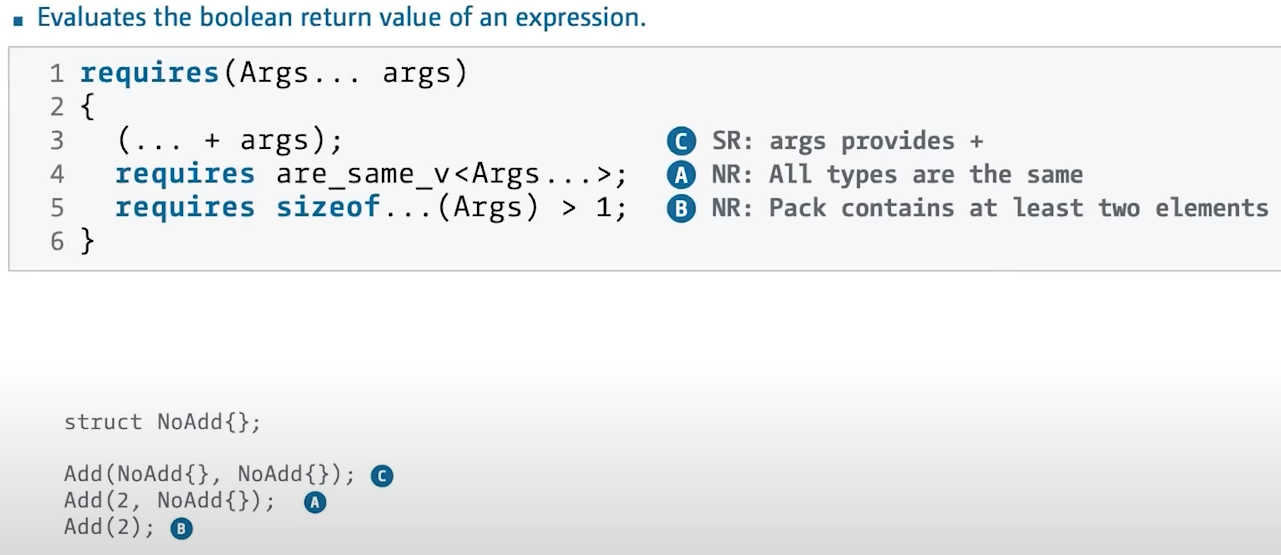 ▪ Evaluates the boolean return value of an expression.
1 requires(Args... args)
2 {
3   (... + args);   C SR: args provides +
4   requires are_same_v<Args...>;   A NR: All types are the same
5   requires sizeof...(Args) > 1;   B NR: Pack contains at least two elements
6 }
struct NoAdd{};
Add(NoAdd{}, NoAdd{}); C
Add(2, NoAdd{}); A
Add(2); B